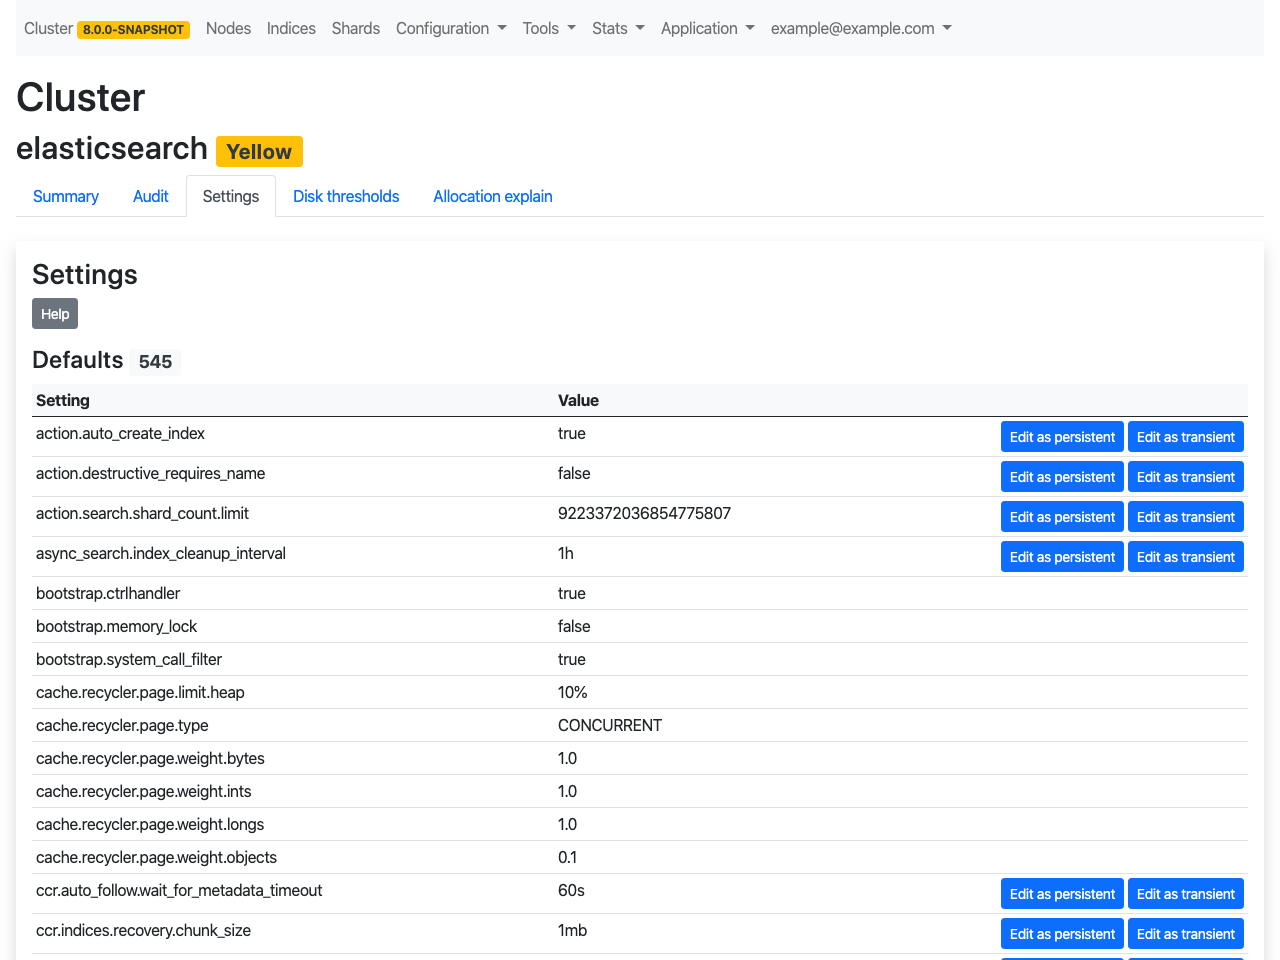 Cluster 8.0.0-SNAPSHOT Nodes Indices Shards Configuration Tools Stats Application example@example.com
Cluster
elasticsearch Yellow
Summary Audit Settings Disk thresholds Allocation explain
Settings
Help
Defaults 545
Setting Value
action.auto_create_index true Edit as persistent Edit as transient
action.destructive_requires_name false Edit as persistent Edit as transient
action.search.shard_count.limit 9223372036854775807 Edit as persistent Edit as transient
async_search.index_cleanup_interval 1h Edit as persistent Edit as transient
bootstrap.ctrlhandler true
bootstrap.memory_lock false
bootstrap.system_call_filter true
cache.recycler.page.limit.heap 10%
cache.recycler.page.type CONCURRENT
cache.recycler.page.weight.bytes 1.0
cache.recycler.page.weight.ints 1.0
cache.recycler.page.weight.longs 1.0
cache.recycler.page.weight.objects 0.1
ccr.auto_follow.wait_for_metadata_timeout 60s Edit as persistent Edit as transient
ccr.indices.recovery.chunk_size 1mb Edit as persistent Edit as transient